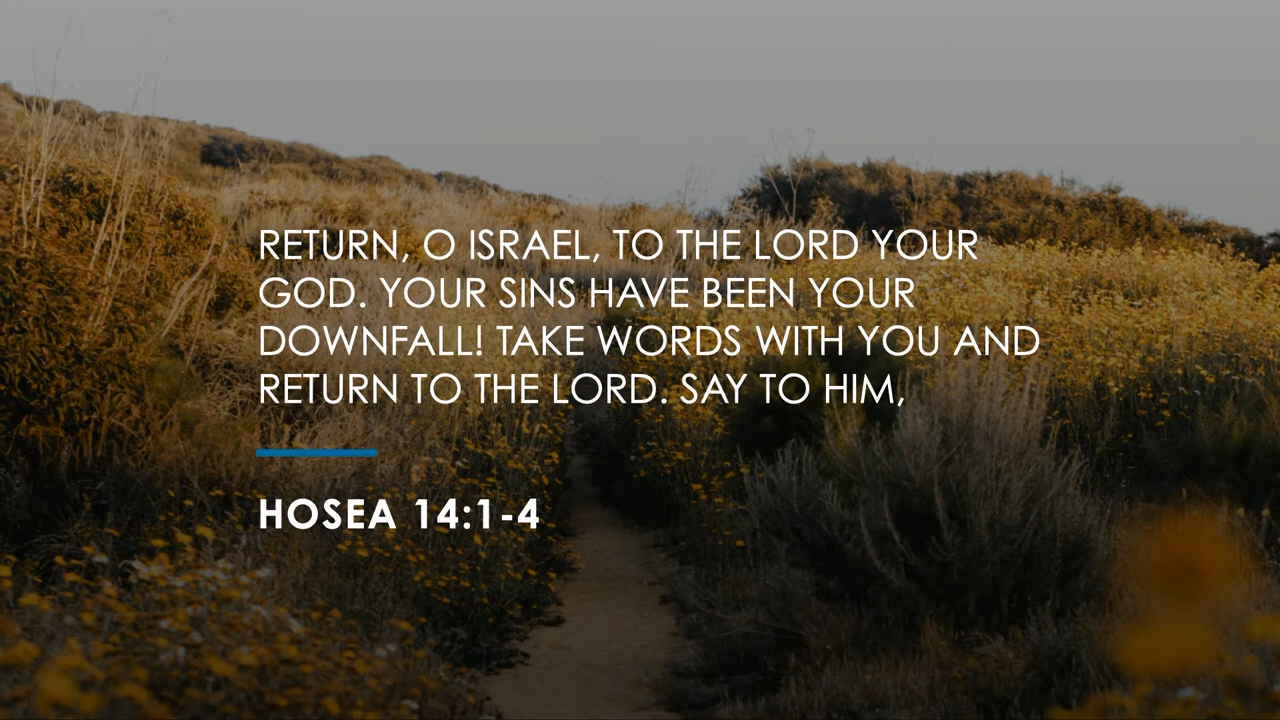 RETURN, O ISRAEL, TO THE LORD YOUR
GOD. YOUR SINS HAVE BEEN YOUR
DOWNFALL! TAKE WORDS WITH YOU AND
RETURN TO THE LORD. SAY TO HIM,
HOSEA 14:1-4